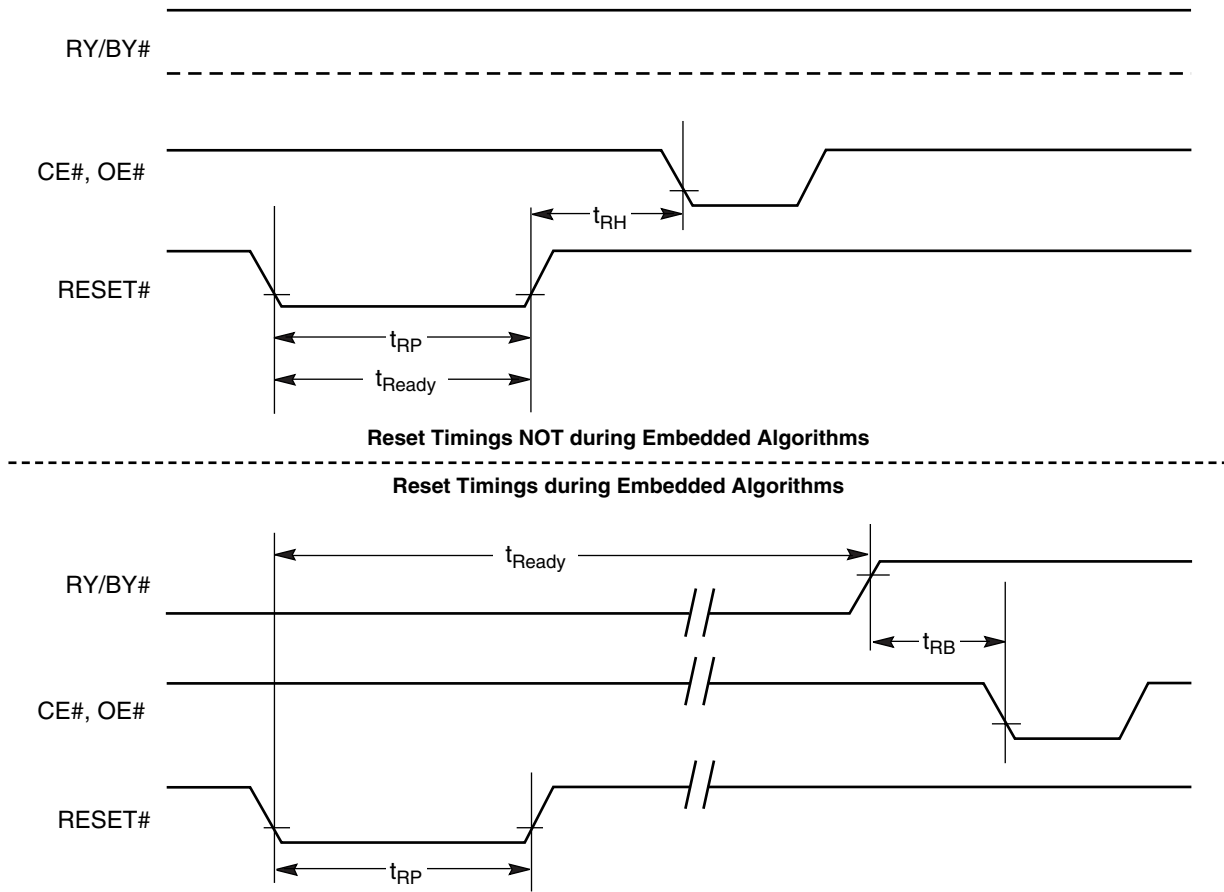 RY/BY#
CE#, OE#
tRH
RESET#
tRP
tReady
Reset Timings NOT during Embedded Algorithms
Reset Timings during Embedded Algorithms
tReady
RY/BY#
tRB
CE#, OE#
RESET#
tRP